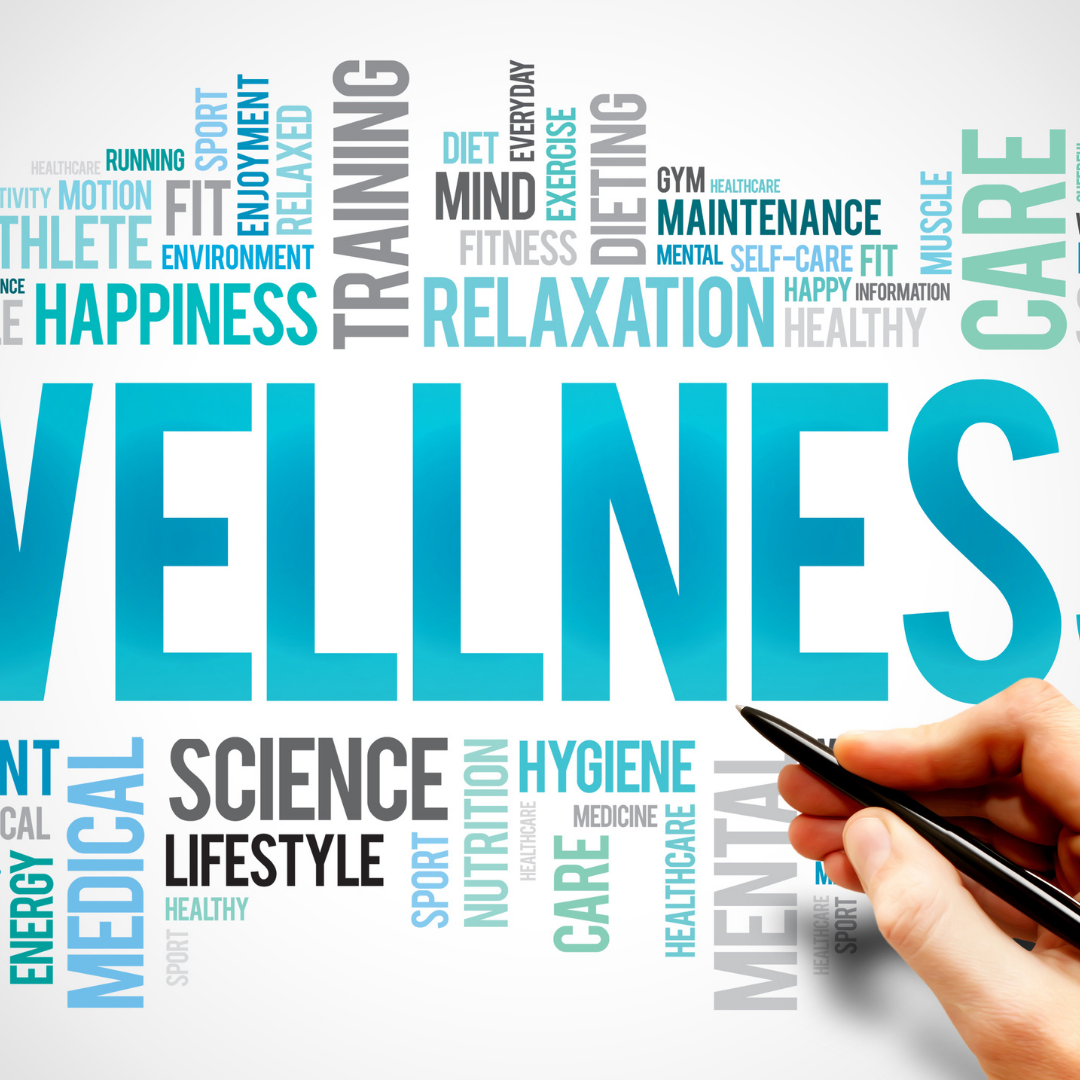 SPORT
ENJOYMENT
RELAXED
TRAINING
EVERYDAY
DIET
EXERCISE
DIETING
CARE
HEALTHCARE RUNNING
TIVITY MOTION FIT
MIND
GYM HEALTHCARE
MUSCLE
THLETE ENVIRONMENT
FITNESS
MAINTENANCE
MENTAL SELF-CARE FIT
NCE
E HAPPINESS
RELAXATION
HAPPY INFORMATION
HEALTHY
WELLNES
NT
MEDICAL
SCIENCE
NUTRITION
HYGIENE
CAL
LIFESTYLE
SPORT
HEALTHCARE
MEDICINE
CARE
HEALTHCARE
MENTAL
ENERGY
HEALTHY
SPORT
HEALTHCARE
SPORT